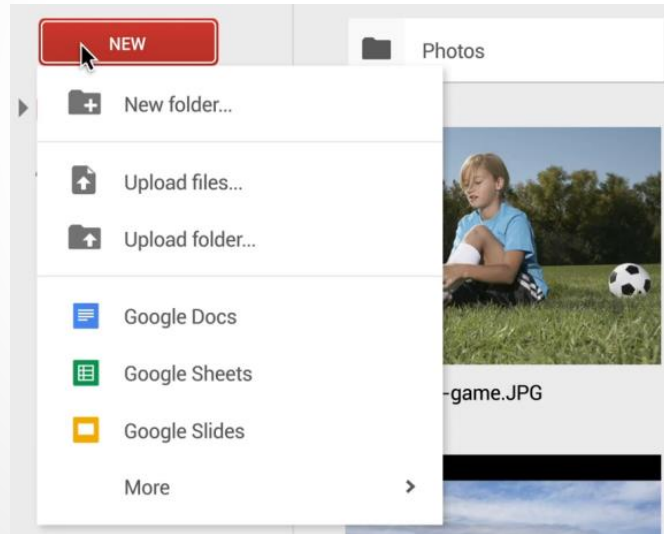 NEW
Photos
New folder...
Upload files...
Upload folder...
Google Docs
Google Sheets
Google Slides
More
-game.JPG